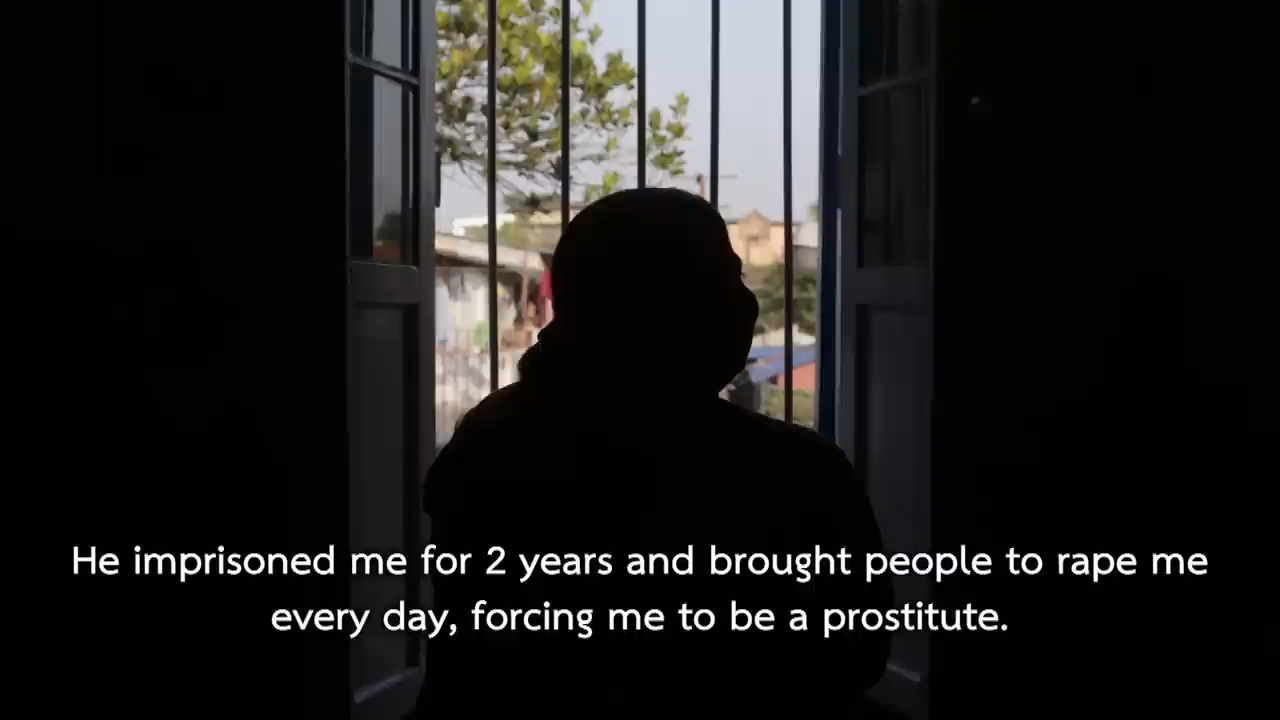 He imprisoned me for 2 years and brought people to rape me
every day, forcing me to be a prostitute.